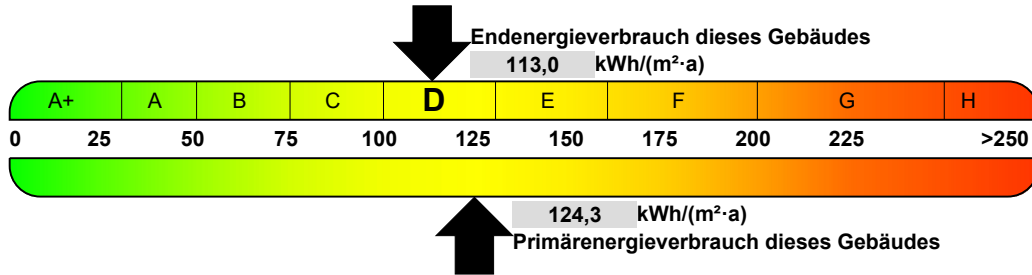 Endenergieverbrauch dieses Gebäudes
113,0 kWh/(m²·a)
A+ A B C D E F G H
0 25 50 75 100 125 150 175 200 225 >250
124,3 kWh/(m²·a)
Primärenergieverbrauch dieses Gebäudes